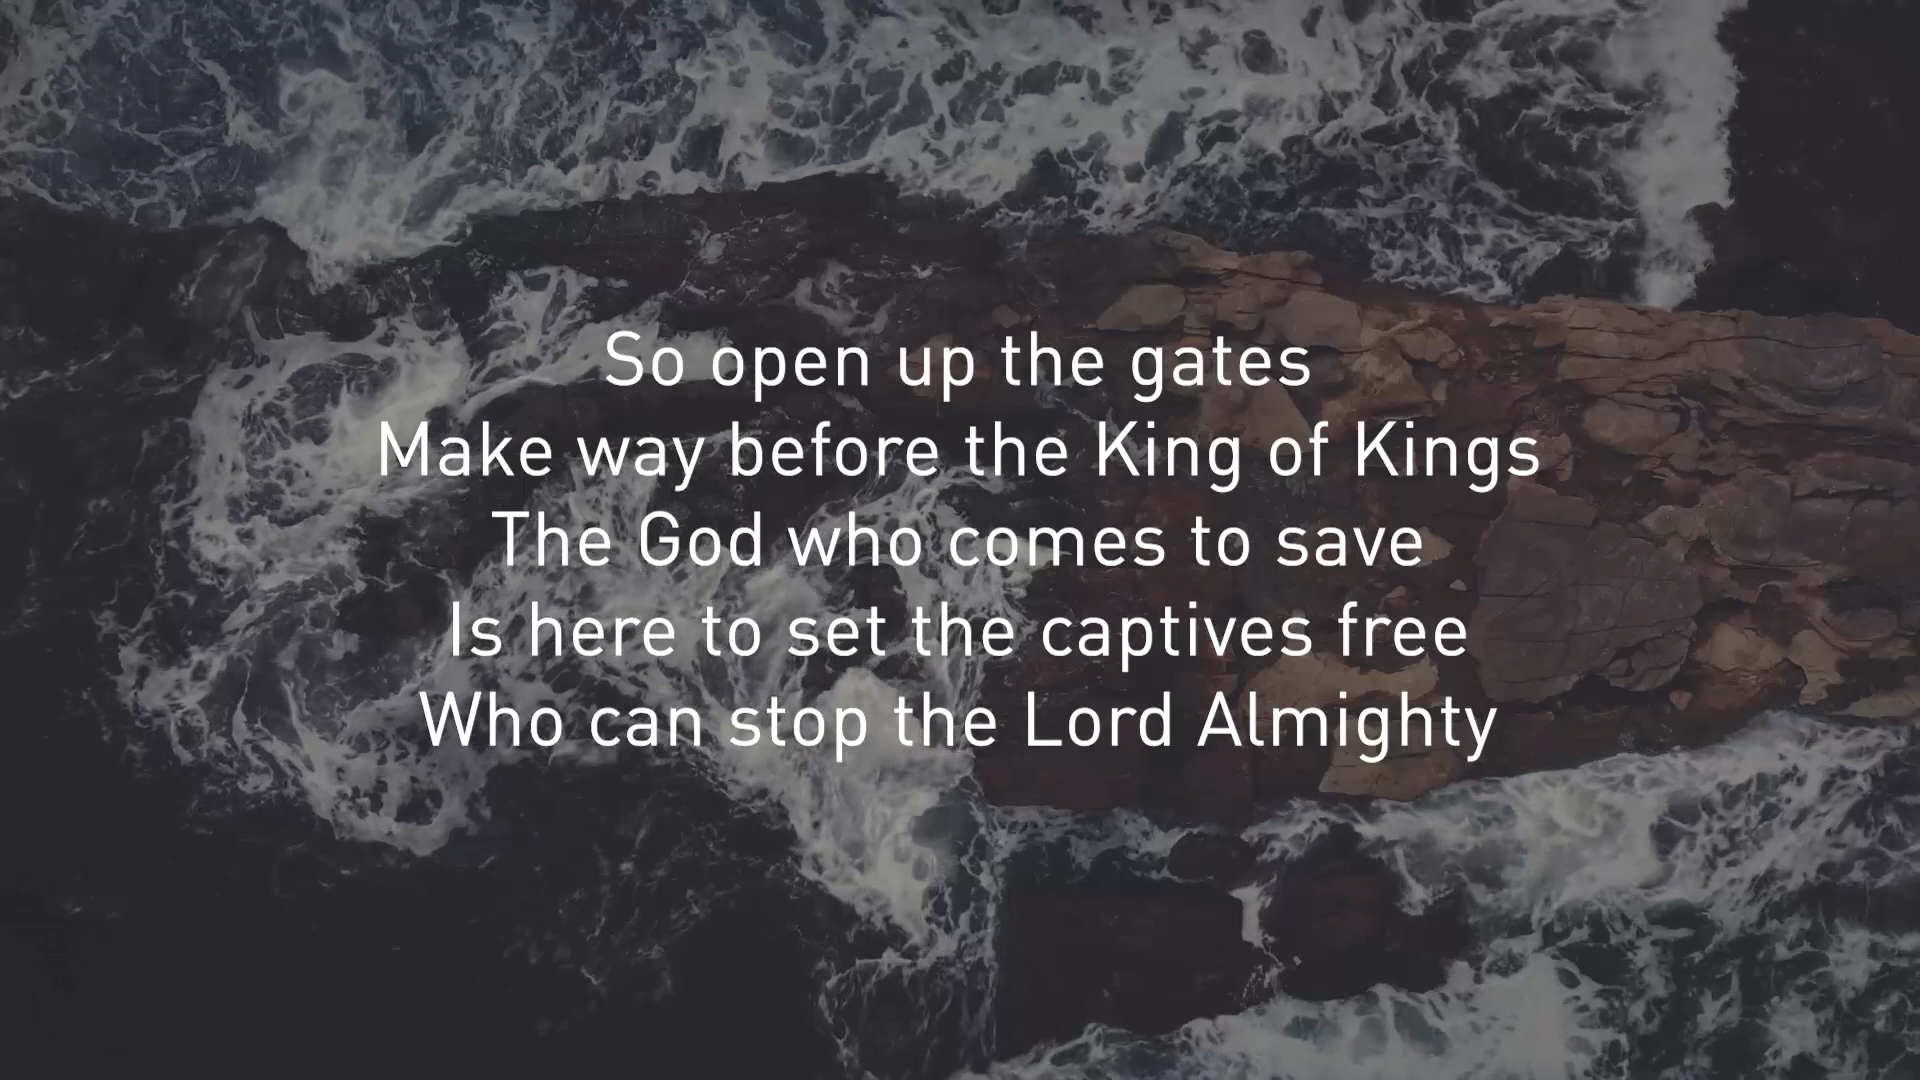 So open up the gates
Make way before the King of Kings
The God who comes to save
Is here to set the captives free
Who can stop the Lord Almighty